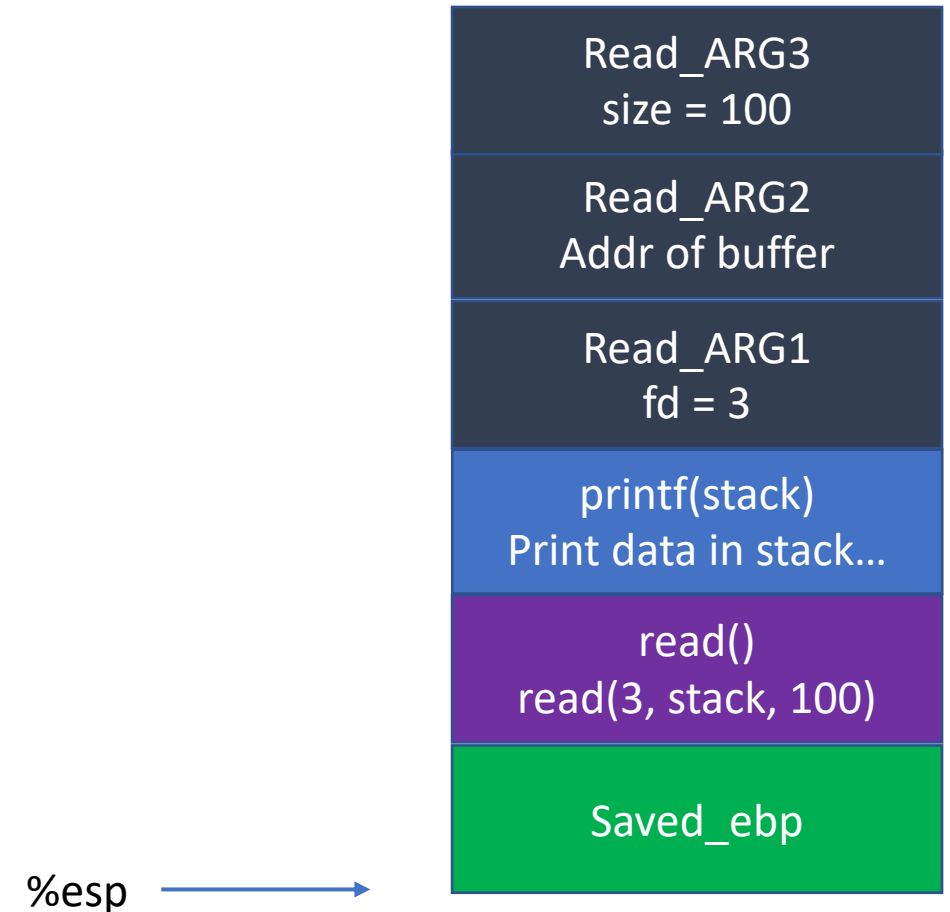 Read_ARG3
size = 100
Read_ARG2
Addr of buffer
Read_ARG1
fd = 3
printf(stack)
Print data in stack…
read()
read(3, stack, 100)
Saved_ebp
%esp